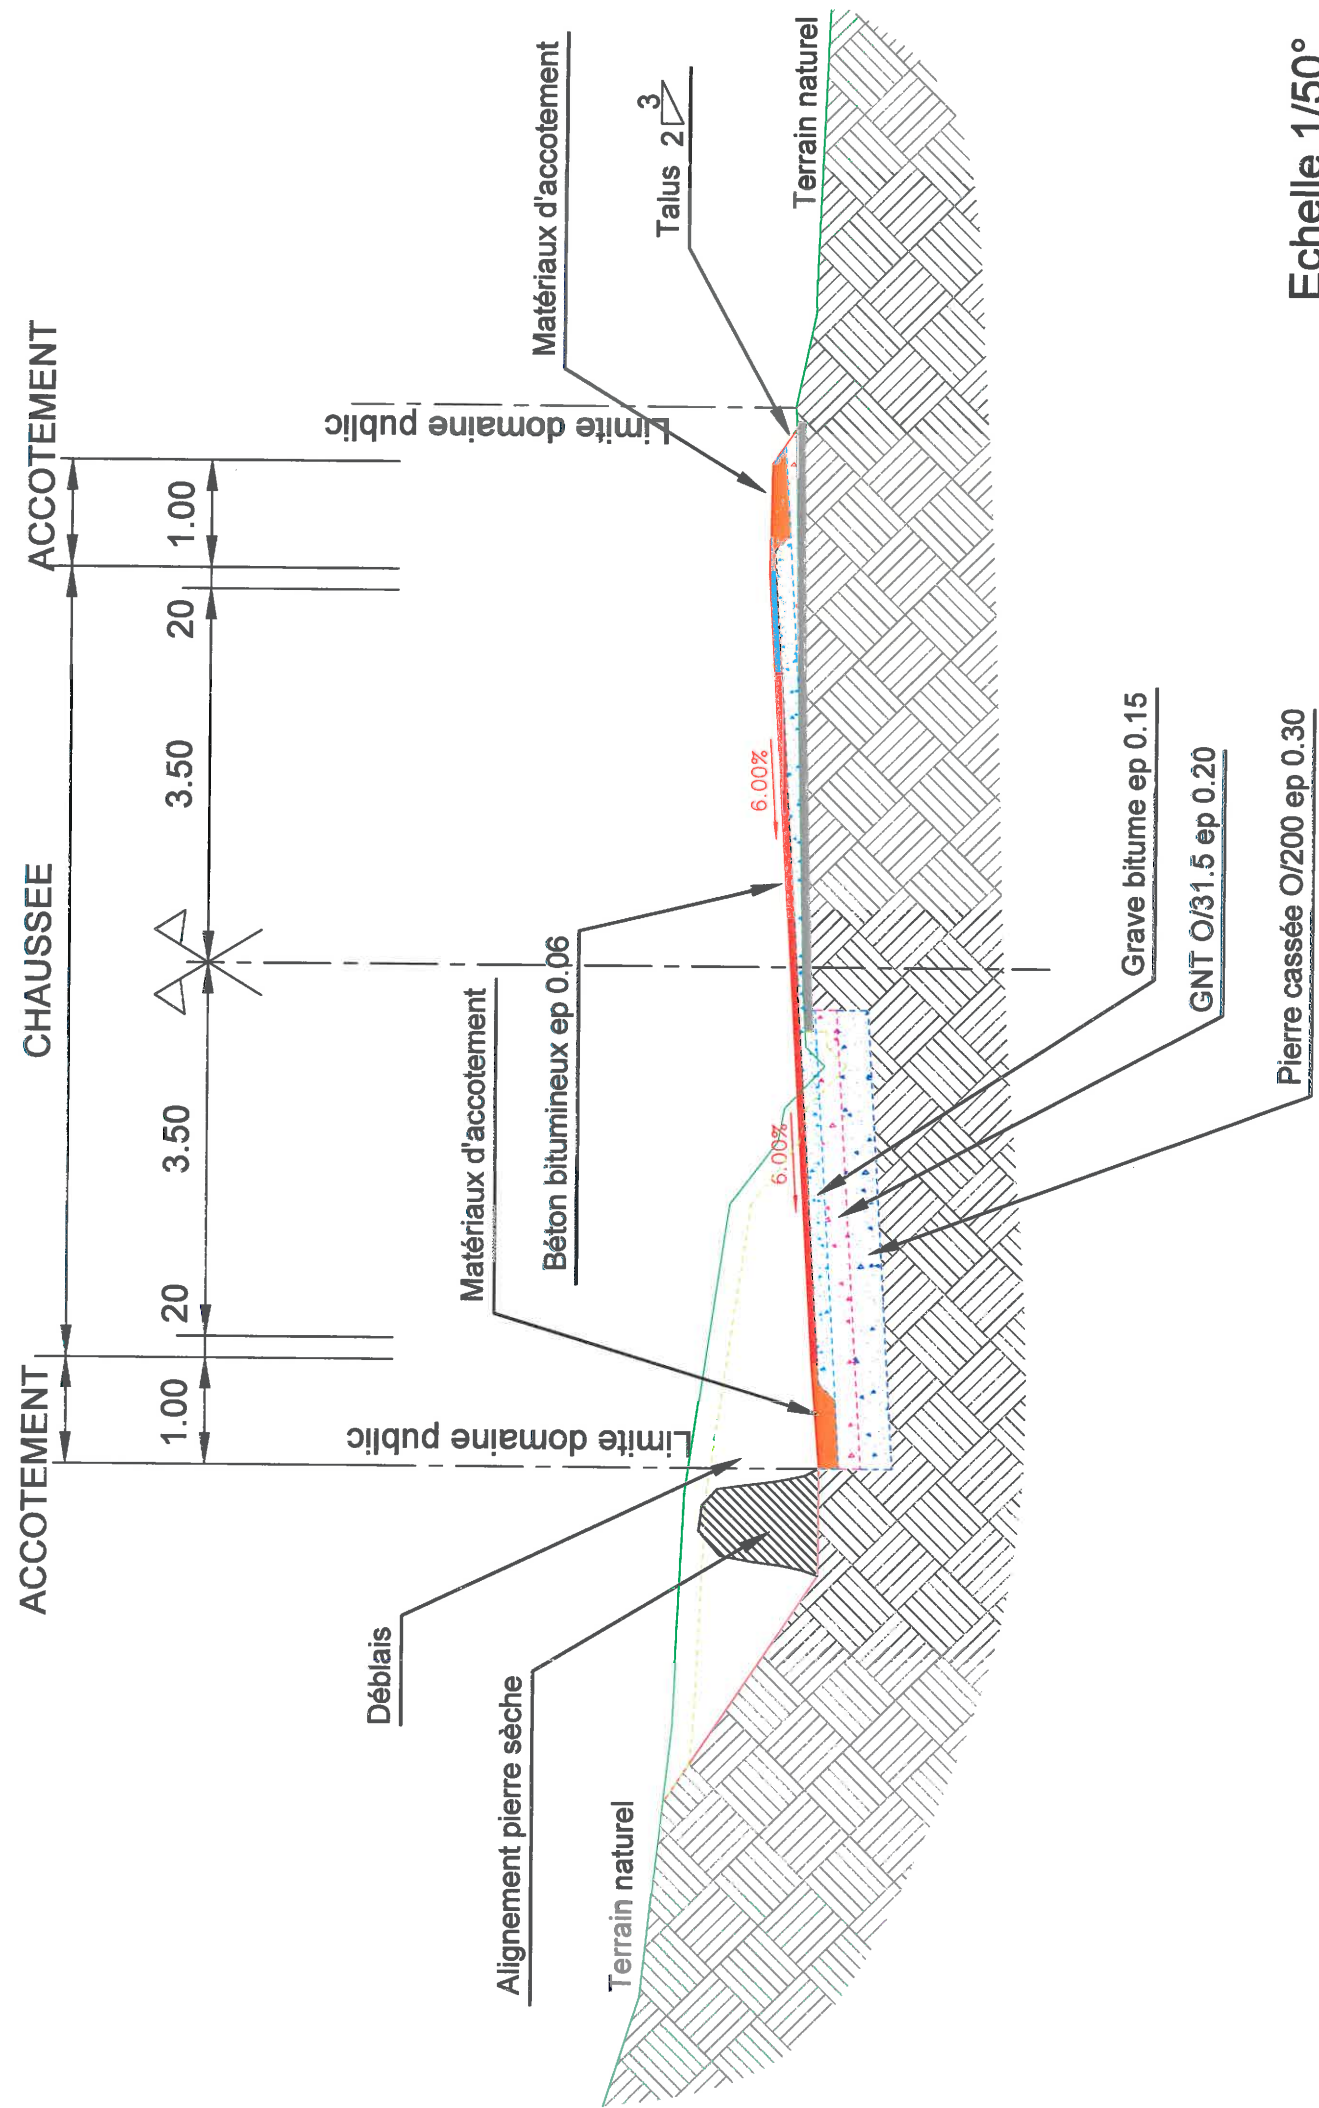 ACCOTEMENT
CHAUSSEE
ACCOTEMENT
1.00
20
3.50
3.50
20
1.00
Limite domaine public
Limite domaine public
Déblais
Alignement pierre sèche
Terrain naturel
Matériaux d'accotement
Béton bitumineux ep 0.06
6.00%
6.00%
Matériaux d'accotement
Talus 2 3
Terrain naturel
Grave bitume ep 0.15
GNT O/31.5 ep 0.20
Pierre cassée O/200 ep 0.30
Echelle 1/50°